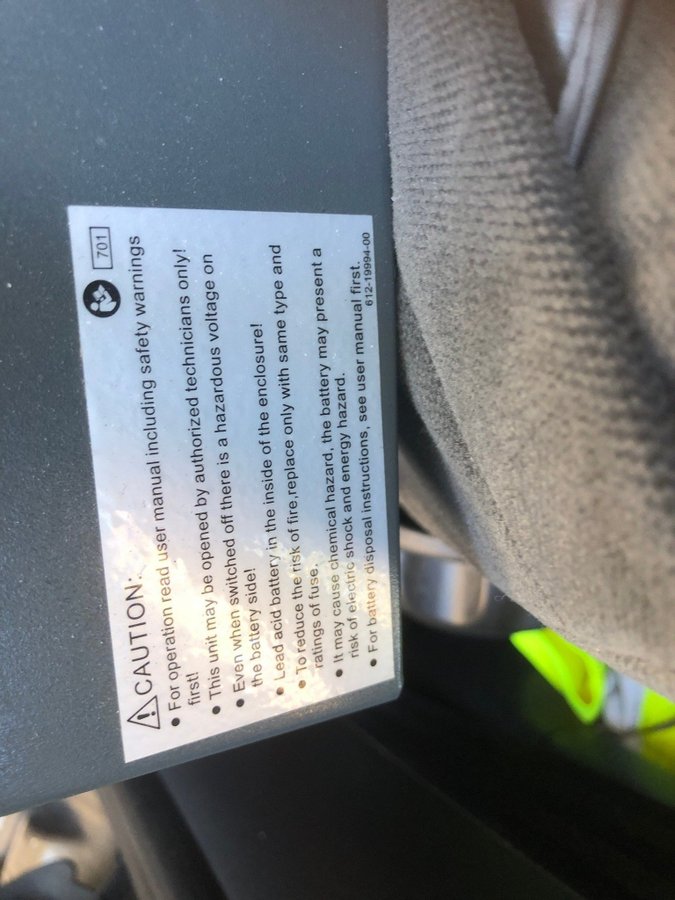 ⚠CAUTION:
701
• For operation read user manual including safety warnings
first!
• This unit may be opened by authorized technicians only!
• Even when switched off there is a hazardous voltage on
the battery side!
• Lead acid battery in the inside of the enclosure!
• To reduce the risk of fire,replace only with same type and
ratings of fuse.
• It may cause chemical hazard, the battery may present a
risk of electric shock and energy hazard.
• For battery disposal instructions, see user manual first.
612-19994-00